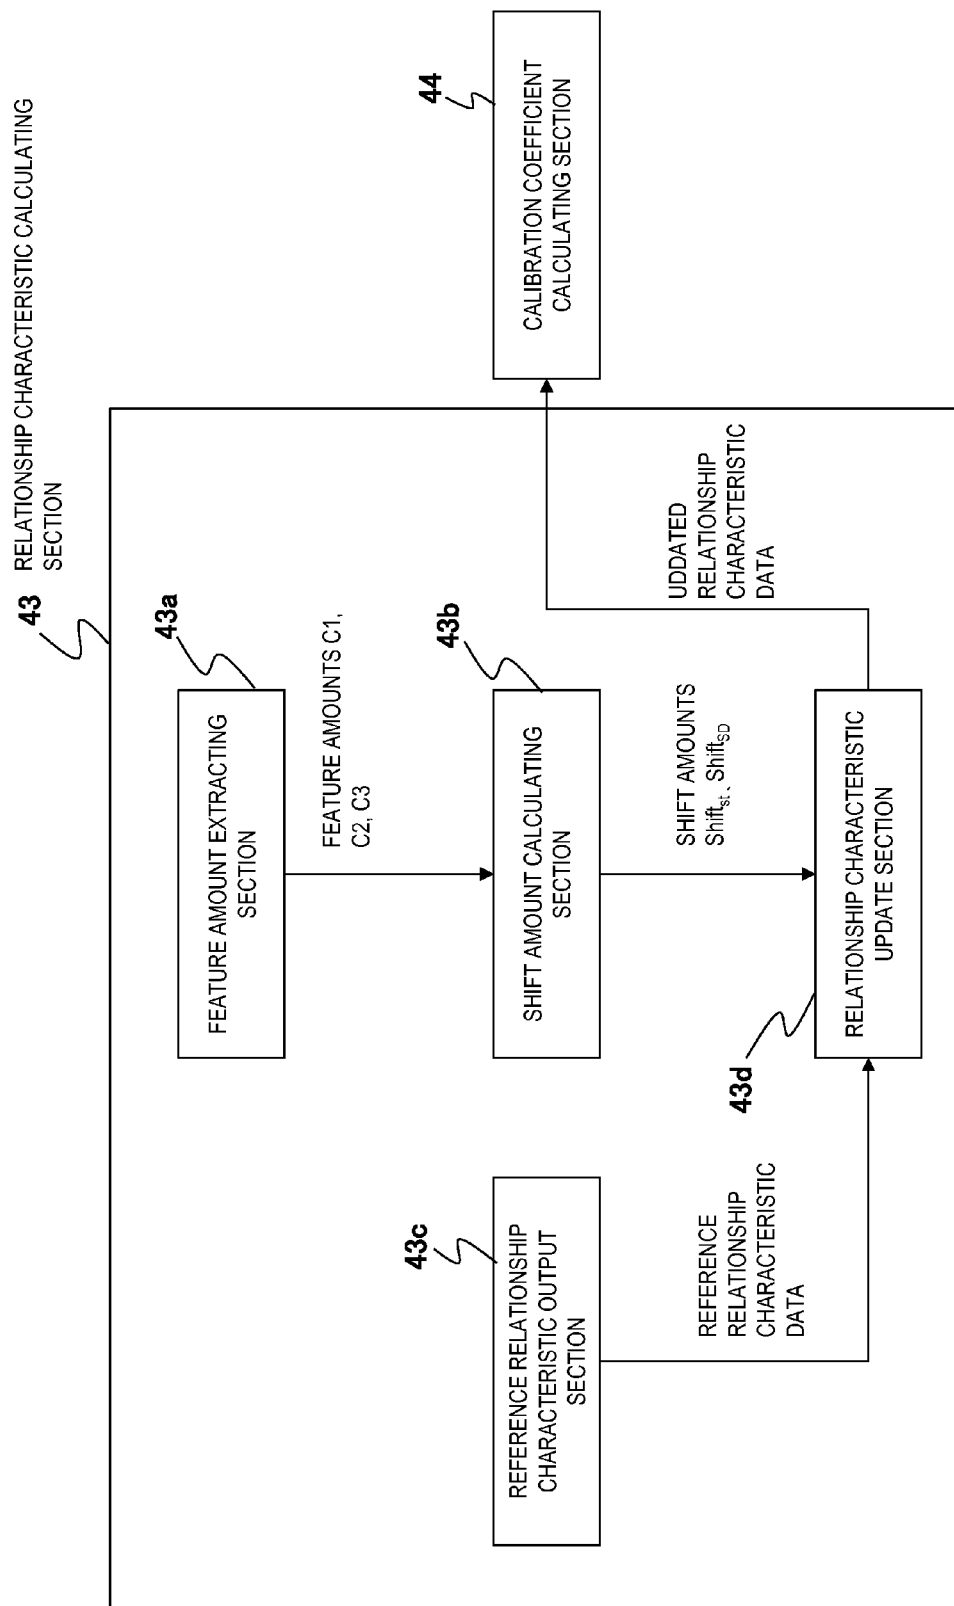 43
RELATIONSHIP CHARACTERISTIC CALCULATING
SECTION
43a
FEATURE AMOUNT EXTRACTING
SECTION
FEATURE AMOUNTS C1,
C2, C3
43b
SHIFT AMOUNT CALCULATING
SECTION
SHIFT AMOUNTS
Shiftst、ShiftSD
43c
REFERENCE RELATIONSHIP
CHARACTERISTIC OUTPUT
SECTION
REFERENCE
RELATIONSHIP
CHARACTERISTIC
DATA
43d
RELATIONSHIP CHARACTERISTIC
UPDATE SECTION
UDDATED
RELATIONSHIP
CHARACTERISTIC
DATA
44
CALIBRATION COEFFICIENT
CALCULATING SECTION